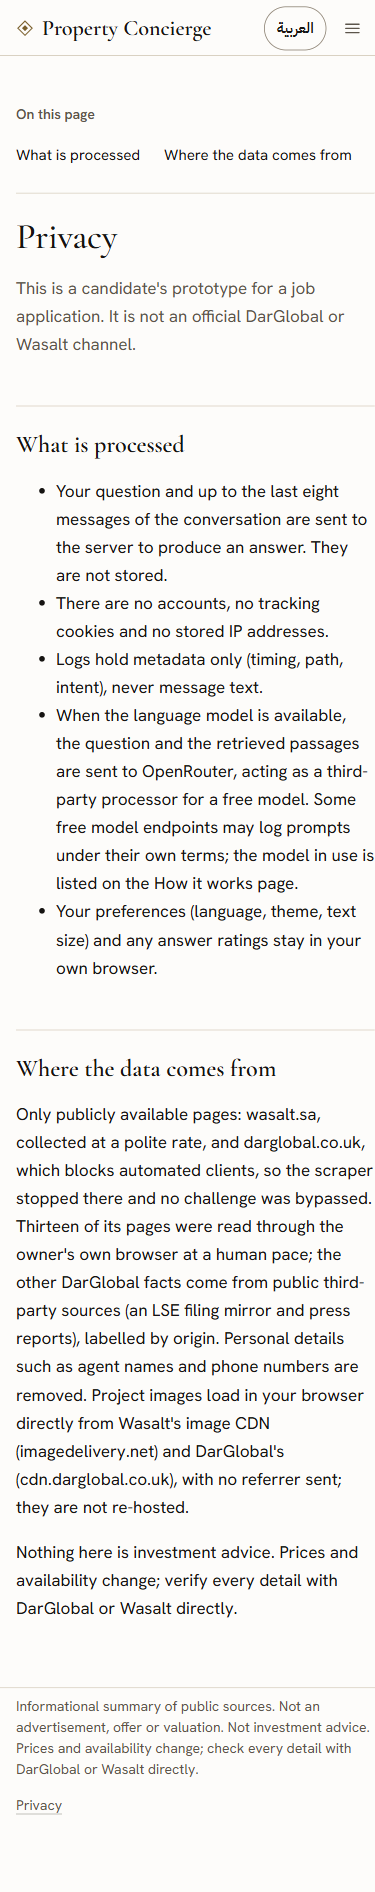 Property Concierge
العربية
On this page
What is processed
Where the data comes from
Privacy
This is a candidate's prototype for a job
application. It is not an official DarGlobal or
Wasalt channel.
What is processed
• Your question and up to the last eight
messages of the conversation are sent to
the server to produce an answer. They
are not stored.
• There are no accounts, no tracking
cookies and no stored IP addresses.
• Logs hold metadata only (timing, path,
intent), never message text.
• When the language model is available,
the question and the retrieved passages
are sent to OpenRouter, acting as a third-
party processor for a free model. Some
free model endpoints may log prompts
under their own terms; the model in use is
listed on the How it works page.
• Your preferences (language, theme, text
size) and any answer ratings stay in your
own browser.
Where the data comes from
Only publicly available pages: wasalt.sa,
collected at a polite rate, and darglobal.co.uk,
which blocks automated clients, so the scraper
stopped there and no challenge was bypassed.
Thirteen of its pages were read through the
owner's own browser at a human pace; the
other DarGlobal facts come from public third-
party sources (an LSE filing mirror and press
reports), labelled by origin. Personal details
such as agent names and phone numbers are
removed. Project images load in your browser
directly from Wasalt's image CDN
(imagedelivery.net) and DarGlobal's
(cdn.darglobal.co.uk), with no referrer sent;
they are not re-hosted.
Nothing here is investment advice. Prices and
availability change; verify every detail with
DarGlobal or Wasalt directly.
Informational summary of public sources. Not an
advertisement, offer or valuation. Not investment advice.
Prices and availability change; check every detail with
DarGlobal or Wasalt directly.
Privacy